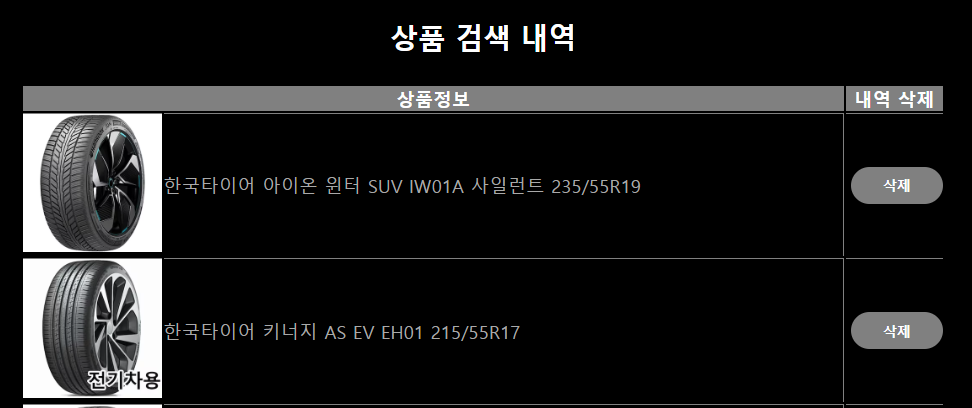 상품 검색 내역
상품정보 내역 삭제
한국타이어 아이온 윈터 SUV IW01A 사일런트 235/55R19 삭제
전기차용 한국타이어 키너지 AS EV EH01 215/55R17 삭제